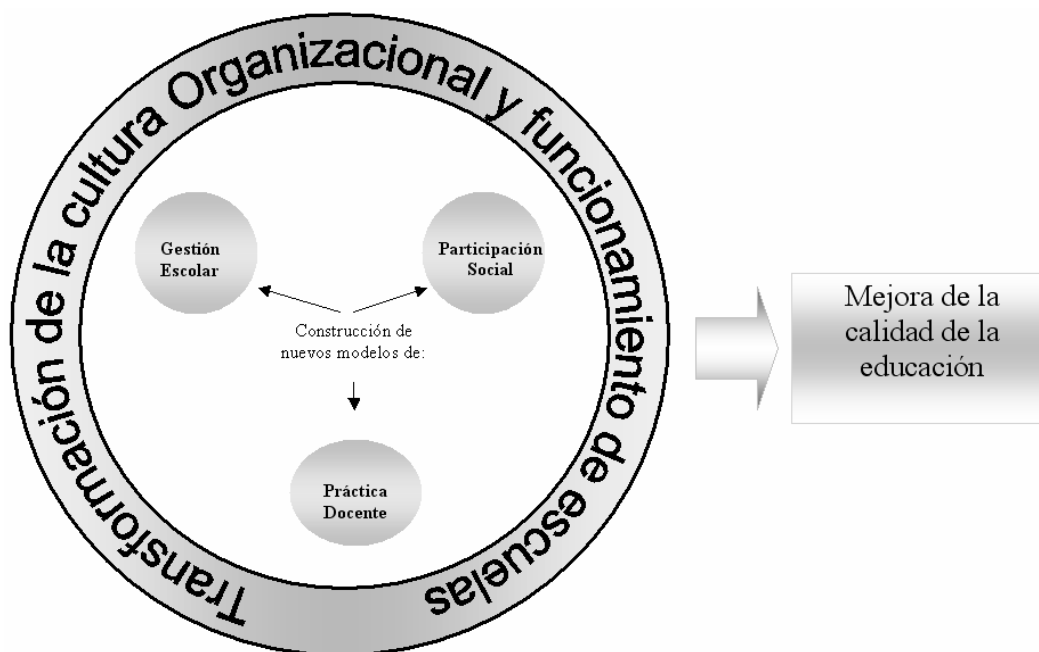 Transformación de la cultura Organizacional y funcionamiento de escuelas
Gestión
Escolar
Participación
Social
Construcción de
nuevos modelos de:
Práctica
Docente
Mejora de la
calidad de la
educación